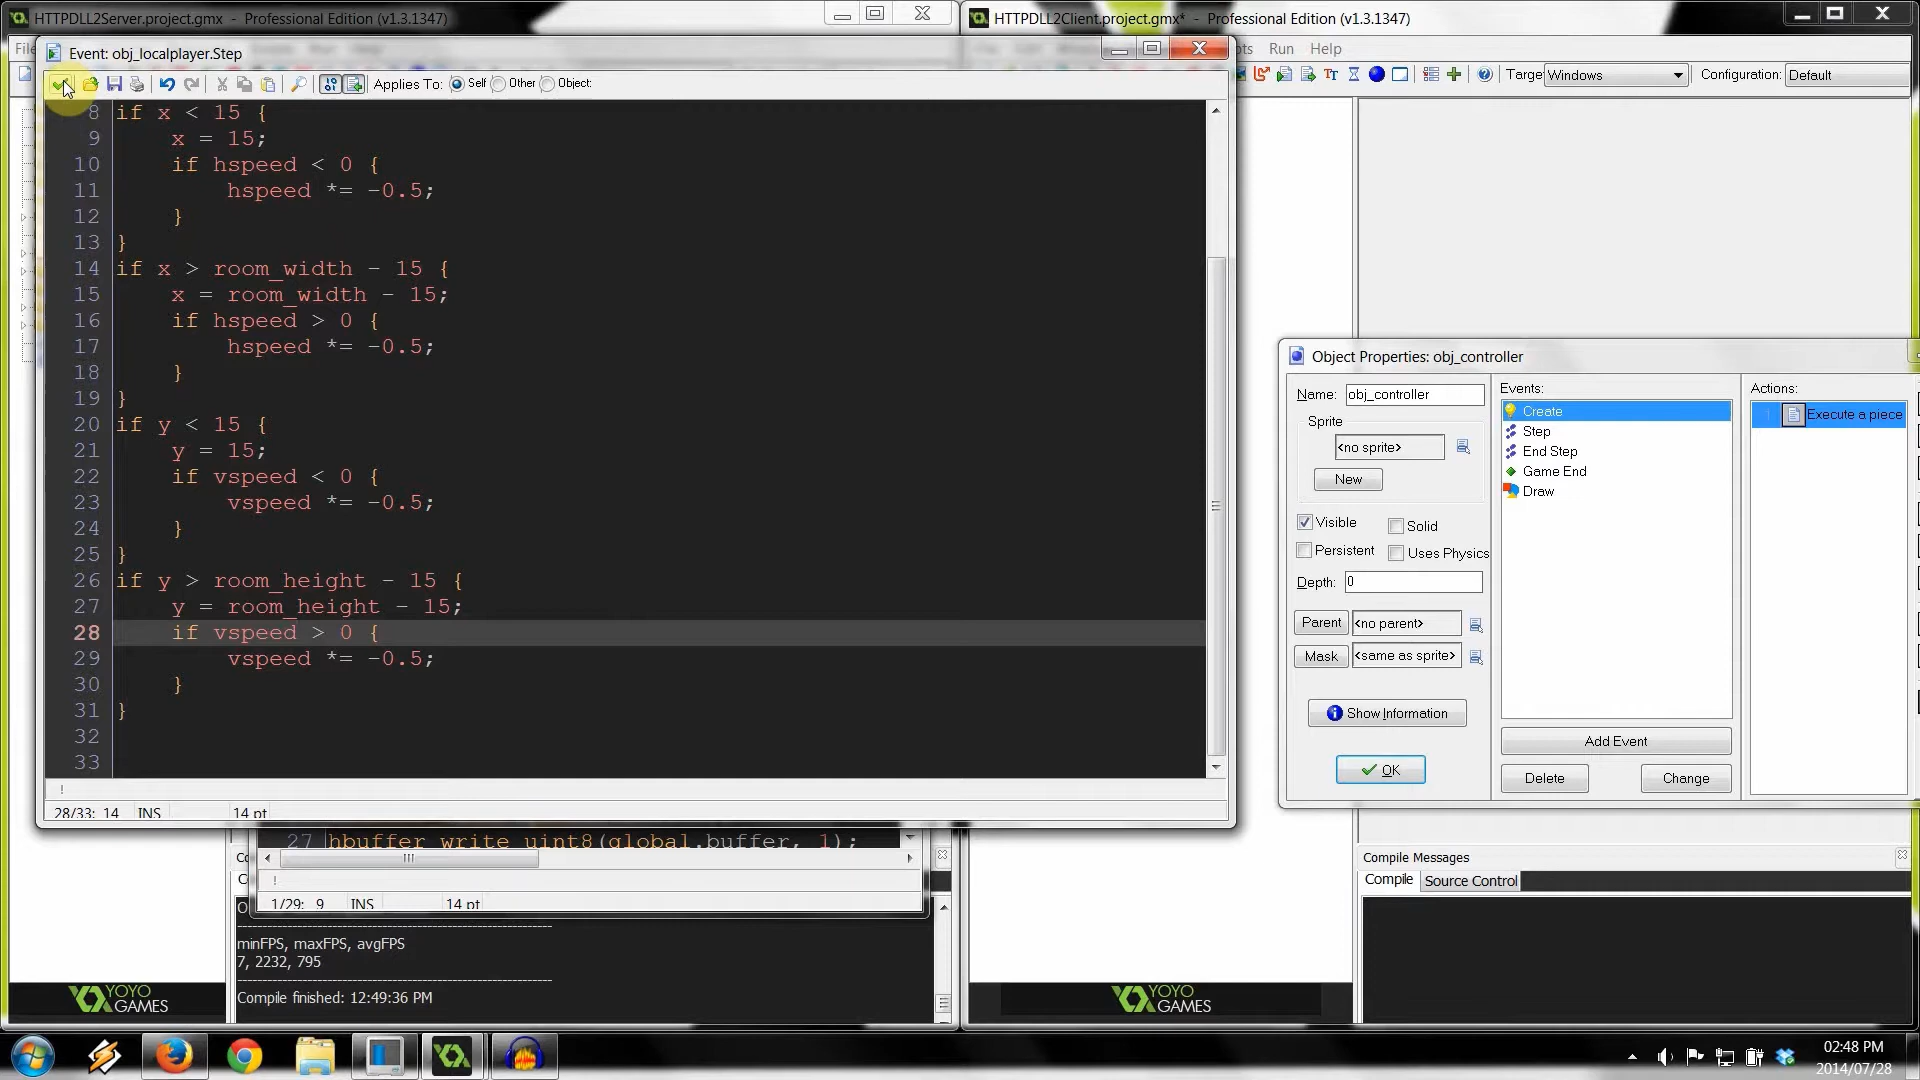 HTTPDLL2Server.project.gmx - Professional Edition (v1.3.1347)
HTTPDLL2Client.project.gmx* - Professional Edition (v1.3.1347)
Event: obj_localplayer.Step
Run Help
Applies To: Self Other Object:
Target Windows Configuration: Default
8 if x < 15 {
9 x = 15;
10 if hspeed < 0 {
11 hspeed *= -0.5;
12 }
13 }
14 if x > room_width - 15 {
15 x = room_width - 15;
16 if hspeed > 0 {
17 hspeed *= -0.5;
18 }
19 }
20 if y < 15 {
21 y = 15;
22 if vspeed < 0 {
23 vspeed *= -0.5;
24 }
25 }
26 if y > room_height - 15 {
27 y = room_height - 15;
28 if vspeed > 0 {
29 vspeed *= -0.5;
30 }
31 }
32
33
28/33: 14 INS 14 pt
27 hbuffer_write_uint8(global.buffer, 1);
1/29: 9 INS 14 pt
minFPS, maxFPS, avgFPS
7, 2232, 795
Compile finished: 12:49:36 PM
YOYO
GAMES
Object Properties: obj_controller
Name: obj_controller
Sprite
<no sprite>
New
Visible Solid
Persistent Uses Physics
Depth: 0
Parent <no parent>
Mask <same as sprite>
Show Information
OK
Events:
Create
Step
End Step
Game End
Draw
Add Event
Delete Change
Actions:
Execute a piece
Compile Messages
Compile Source Control
YOYO
GAMES
02:48 PM
2014/07/28